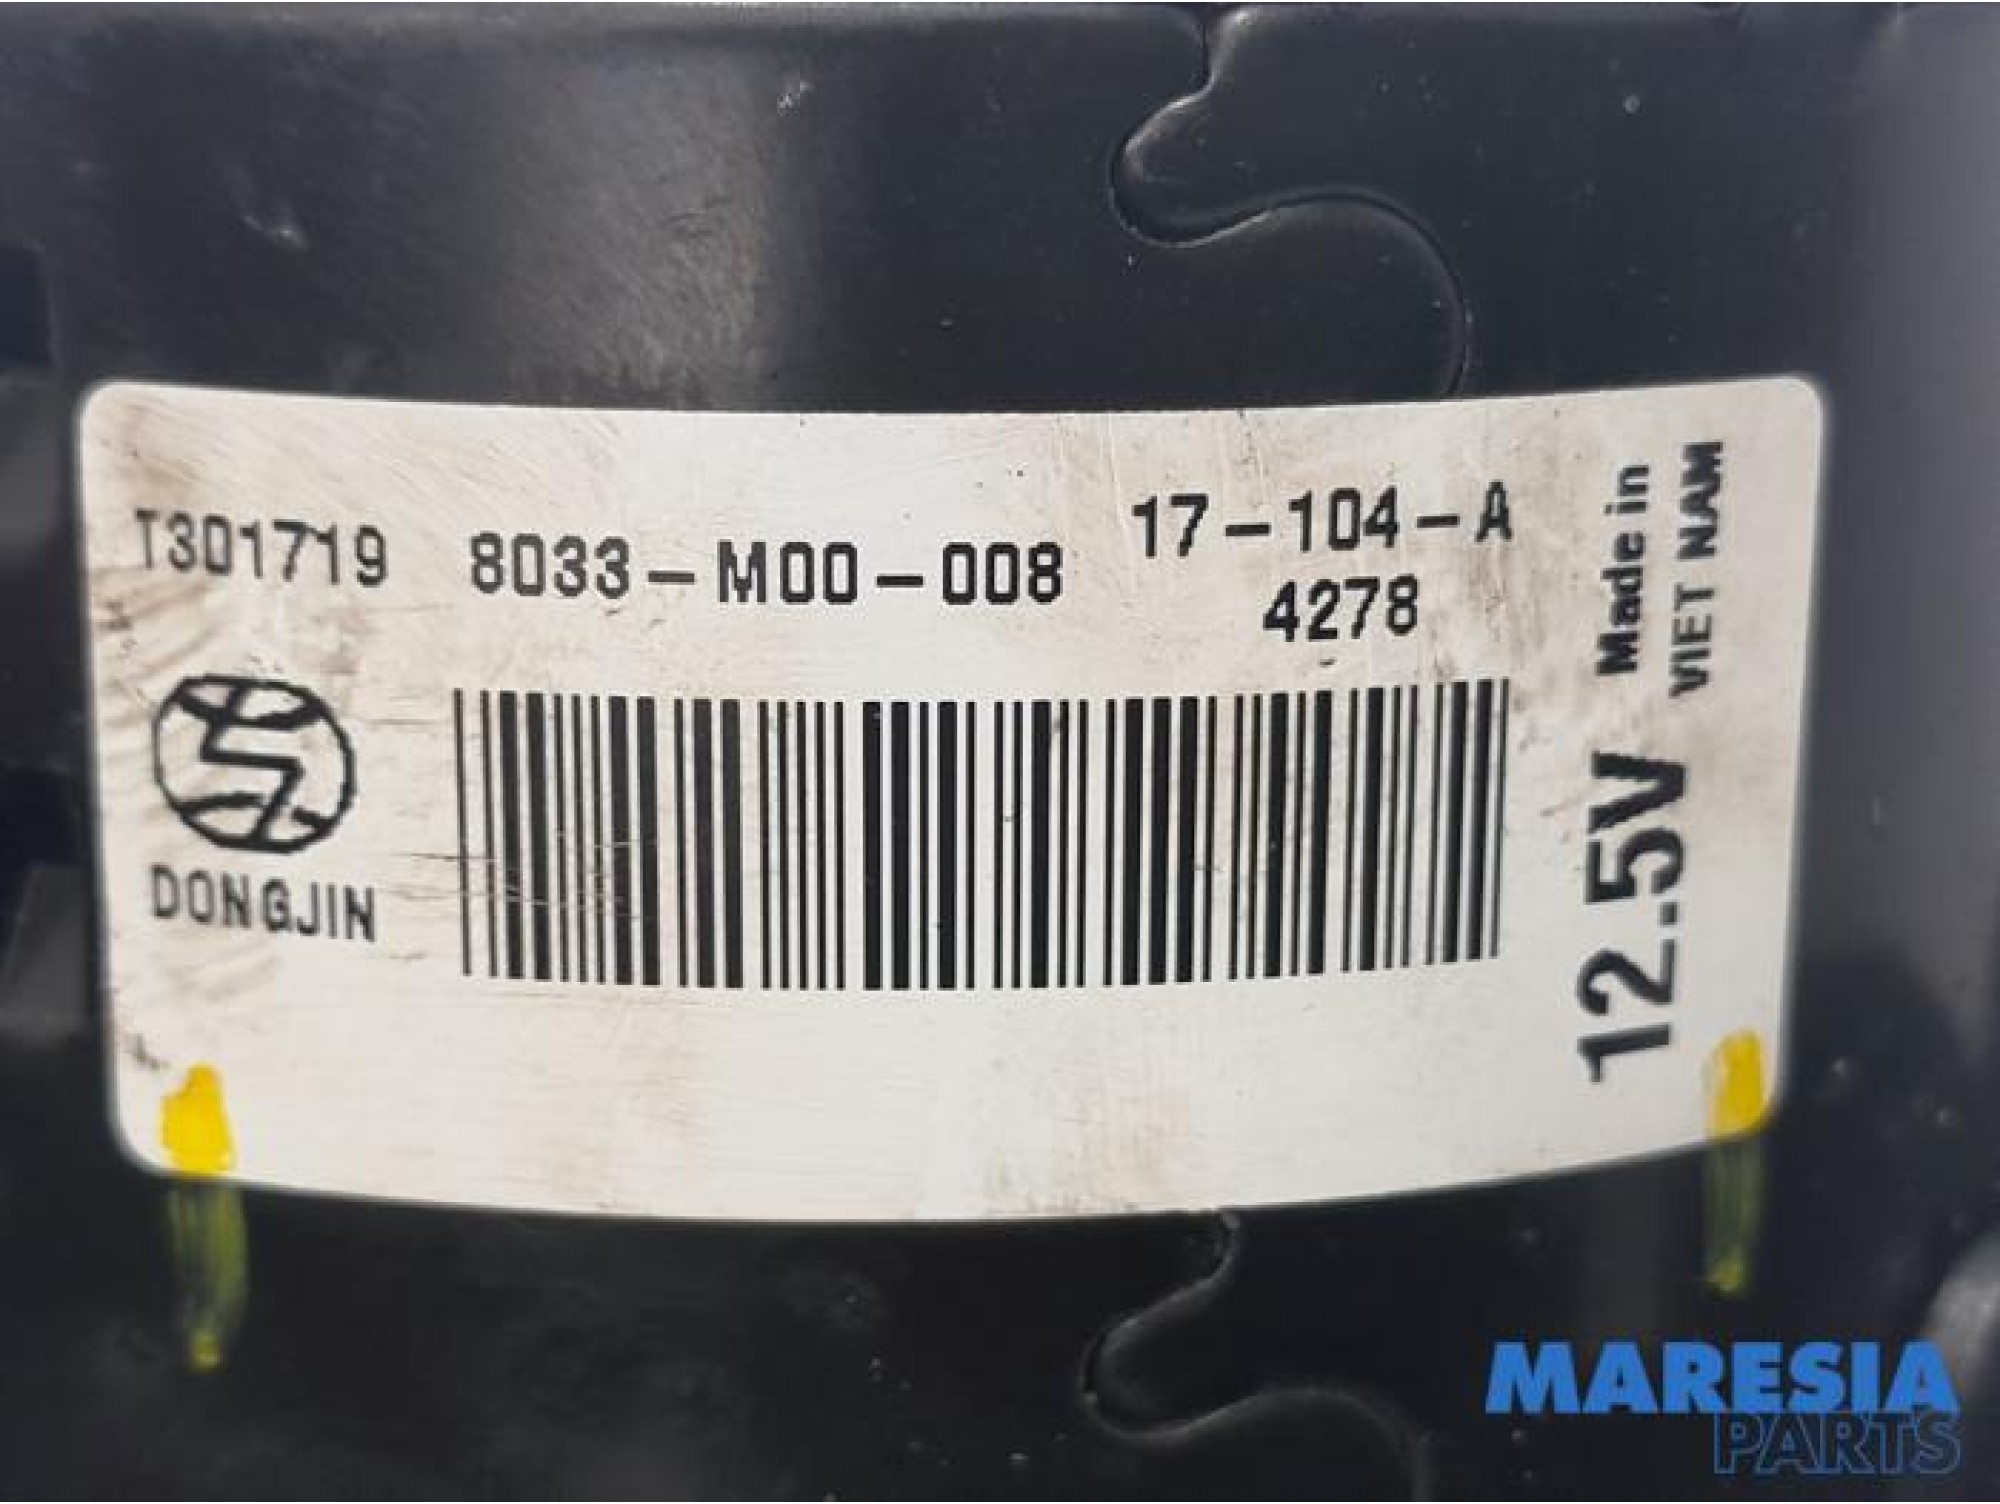 T301719 8033-M00-008 17-104-A
4278
DONGJIN
12.5V
Made in
VIET NAM
MARESIA
PARTS